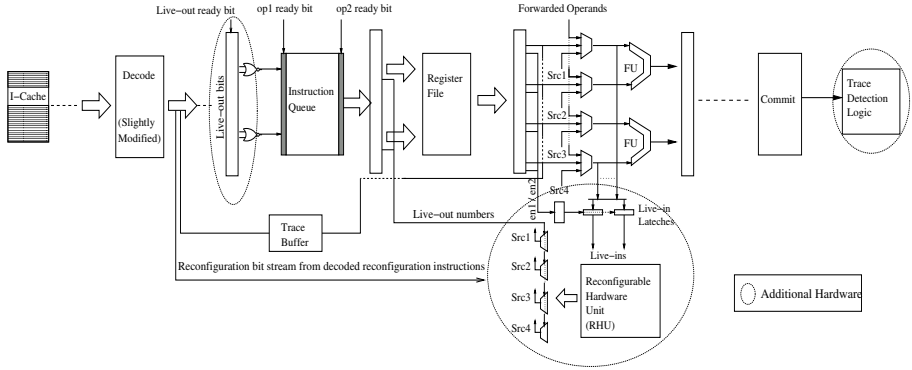 Live-out ready bit
op1 ready bit
op2 ready bit
Forwarded Operands
I-Cache
Decode
(Slightly
Modified)
Live-out bits
Instruction
Queue
Register
File
Src1
Src2
Src3
Src4
FU
FU
Commit
Trace
Detection
Logic
en1 / en2
Trace
Buffer
Live-out numbers
Live-in
Lateches
Live-ins
Reconfiguration bit stream from decoded reconfiguration instructions
Src1
Src2
Src3
Src4
Reconfigurable
Hardware
Unit
(RHU)
Additional Hardware